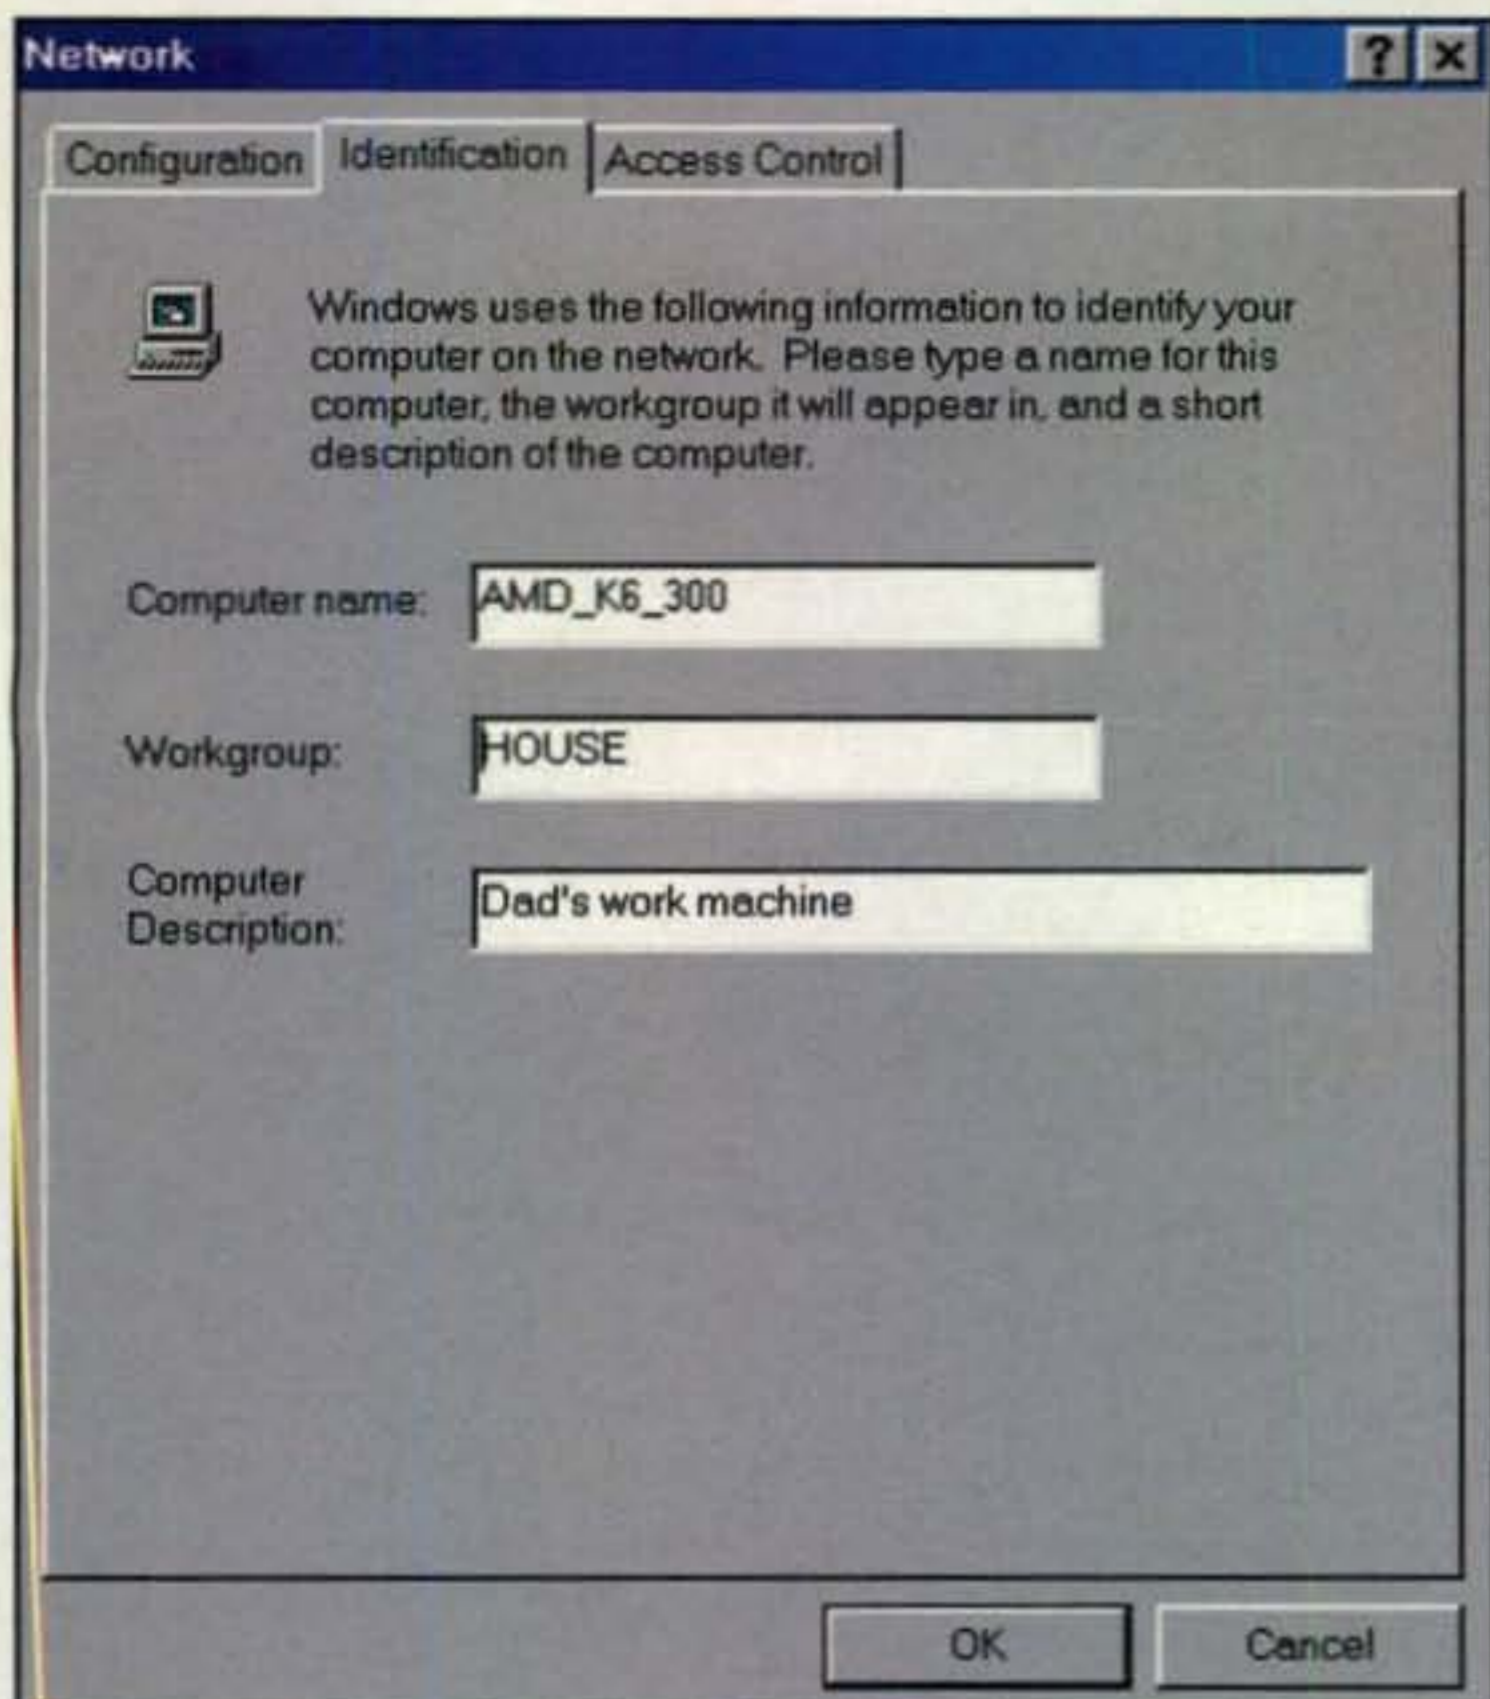 Network
Configuration Identification Access Control
Windows uses the following information to identify your
computer on the network. Please type a name for this
computer, the workgroup it will appear in, and a short
description of the computer.
Computer name: AMD_K6_300
Workgroup: HOUSE
Computer
Description: Dad's work machine
OK Cancel